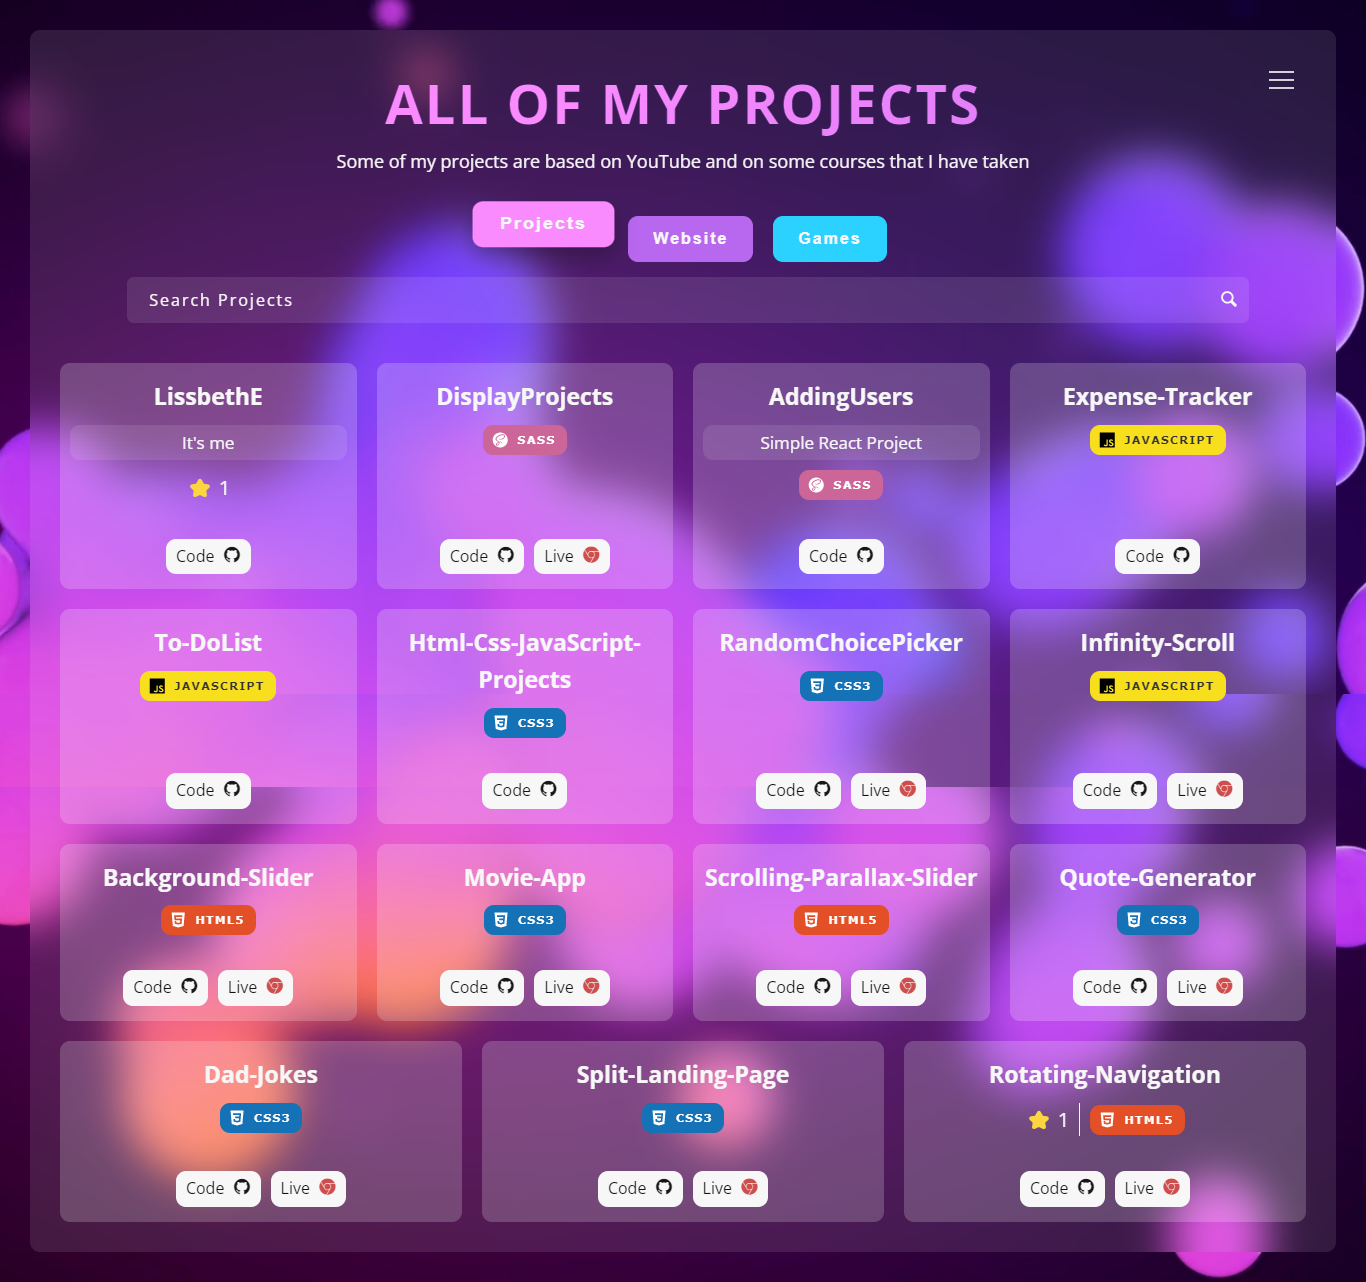 ALL OF MY PROJECTS
Some of my projects are based on YouTube and on some courses that I have taken
Projects
Website
Games
Search Projects
LissbethE
It's me
1
Code
DisplayProjects
SASS
Code
Live
AddingUsers
Simple React Project
SASS
Code
Expense-Tracker
JS JAVASCRIPT
Code
To-DoList
JS JAVASCRIPT
Code
Html-Css-JavaScript-
Projects
CSS3
Code
RandomChoicePicker
CSS3
Code
Live
Infinity-Scroll
JS JAVASCRIPT
Code
Live
Background-Slider
HTML5
Code
Live
Movie-App
CSS3
Code
Live
Scrolling-Parallax-Slider
HTML5
Code
Live
Quote-Generator
CSS3
Code
Live
Dad-Jokes
CSS3
Code
Live
Split-Landing-Page
CSS3
Code
Live
Rotating-Navigation
1
HTML5
Code
Live